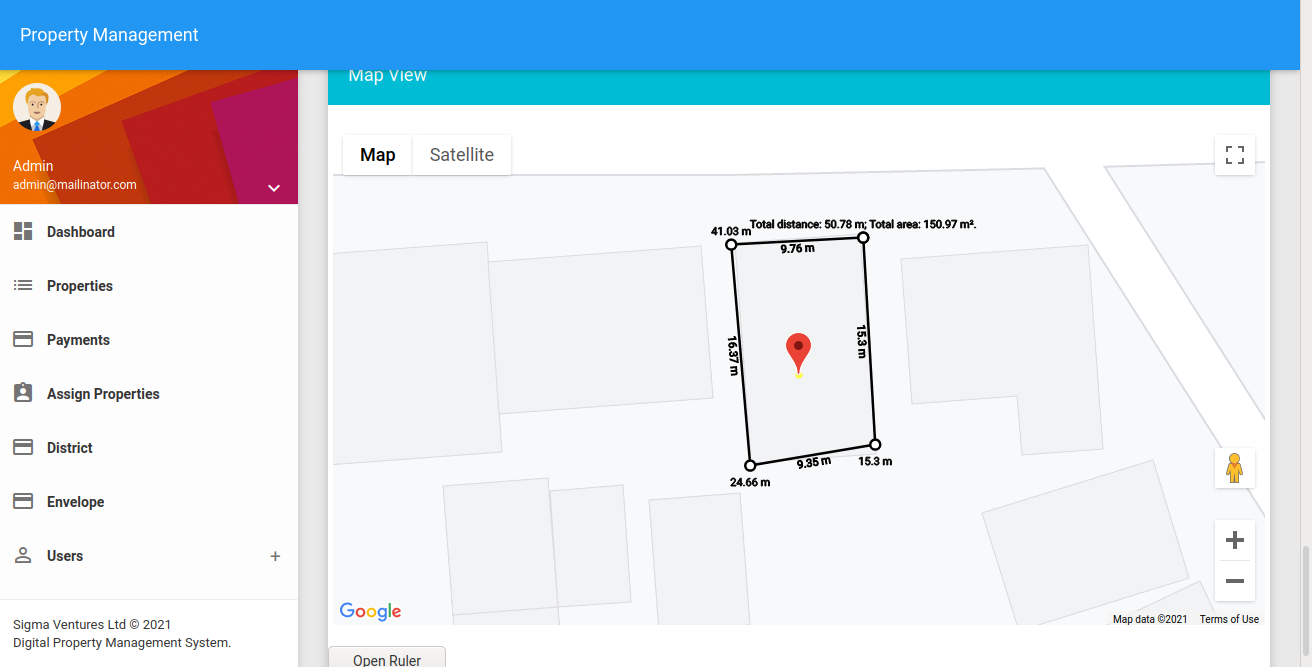 Property Management
Admin
admin@mailinator.com
Dashboard
Properties
Payments
Assign Properties
District
Envelope
Users +
Sigma Ventures Ltd © 2021
Digital Property Management System.
Map View
Map Satellite
Total distance: 50.78 m; Total area: 150.97 m².
41.03 m
9.76 m
16.37 m
15.3 m
9.35 m
15.3 m
24.66 m
Google
Map data ©2021 Terms of Use
Open Ruler